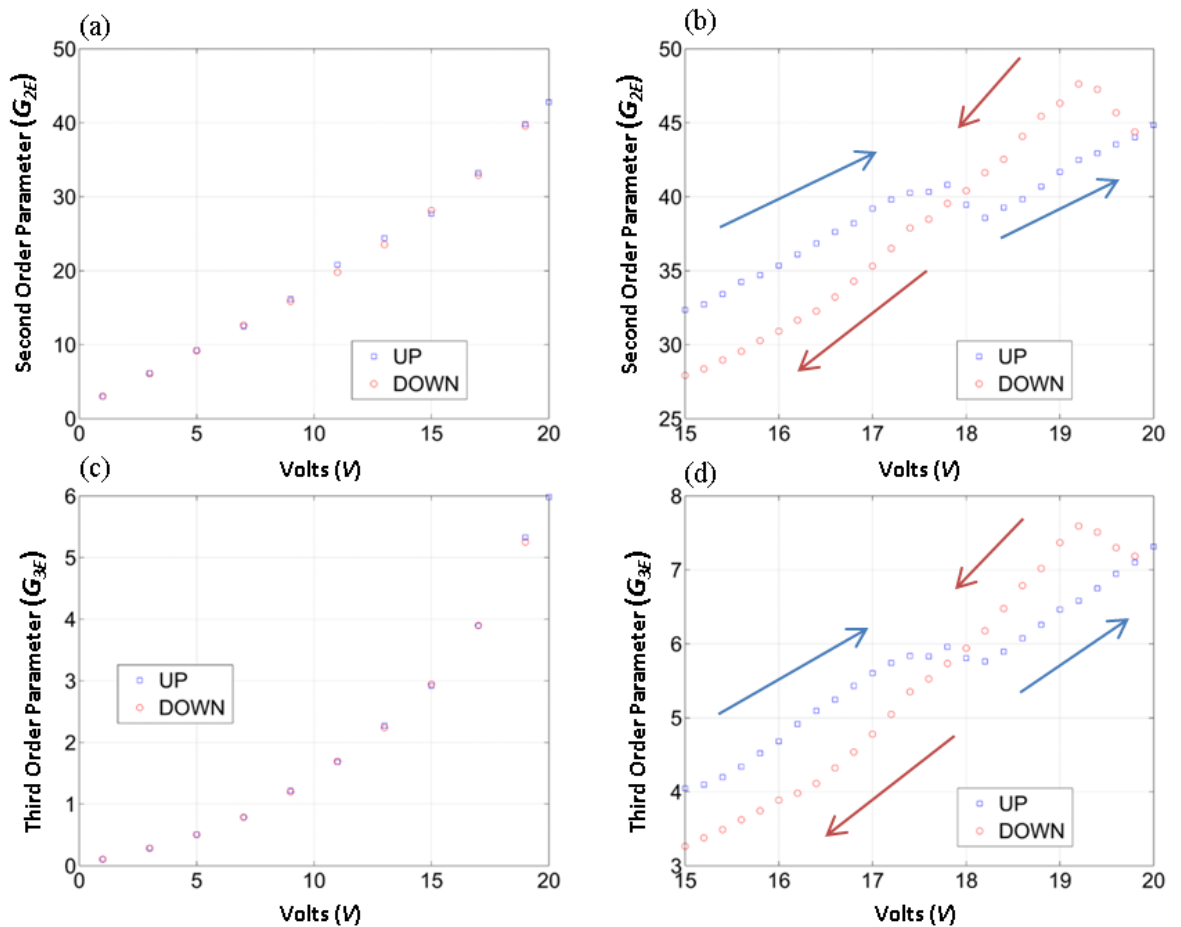 (a)
Second Order Parameter (G2E)
50
40
30
20
10
0
0
5
10
15
20
UP
DOWN
Volts (V)
(b)
Second Order Parameter (G2E)
50
45
40
35
30
25
15
16
17
18
19
20
UP
DOWN
Volts (V)
(c)
Third Order Parameter (G3E)
6
5
4
3
2
1
0
0
5
10
15
20
UP
DOWN
Volts (V)
(d)
Third Order Parameter (G3E)
8
7
6
5
4
3
15
16
17
18
19
20
UP
DOWN
Volts (V)